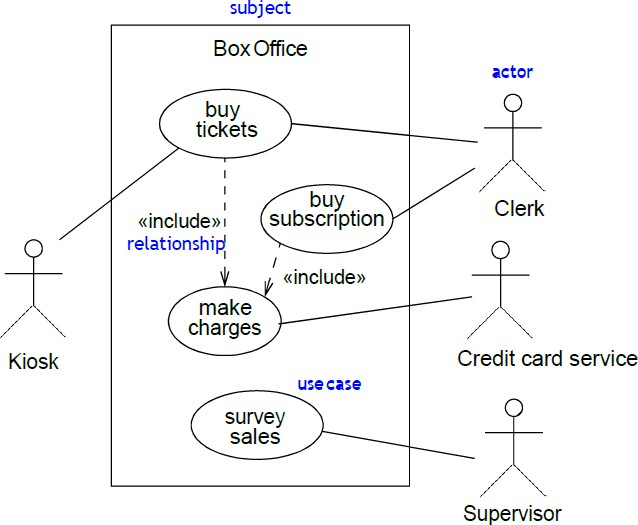 subject
Box Office
actor
buy
tickets
Clerk
buy
subscription
«include»
relationship
«include»
Kiosk
make
charges
Credit card service
use case
survey
sales
Supervisor